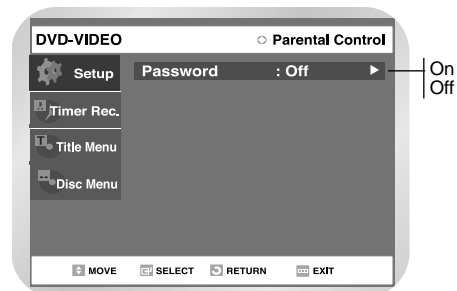 DVD-VIDEO Parental Control
Setup Password : Off
On
Off
Timer Rec.
Title Menu
Disc Menu
MOVE SELECT RETURN EXIT